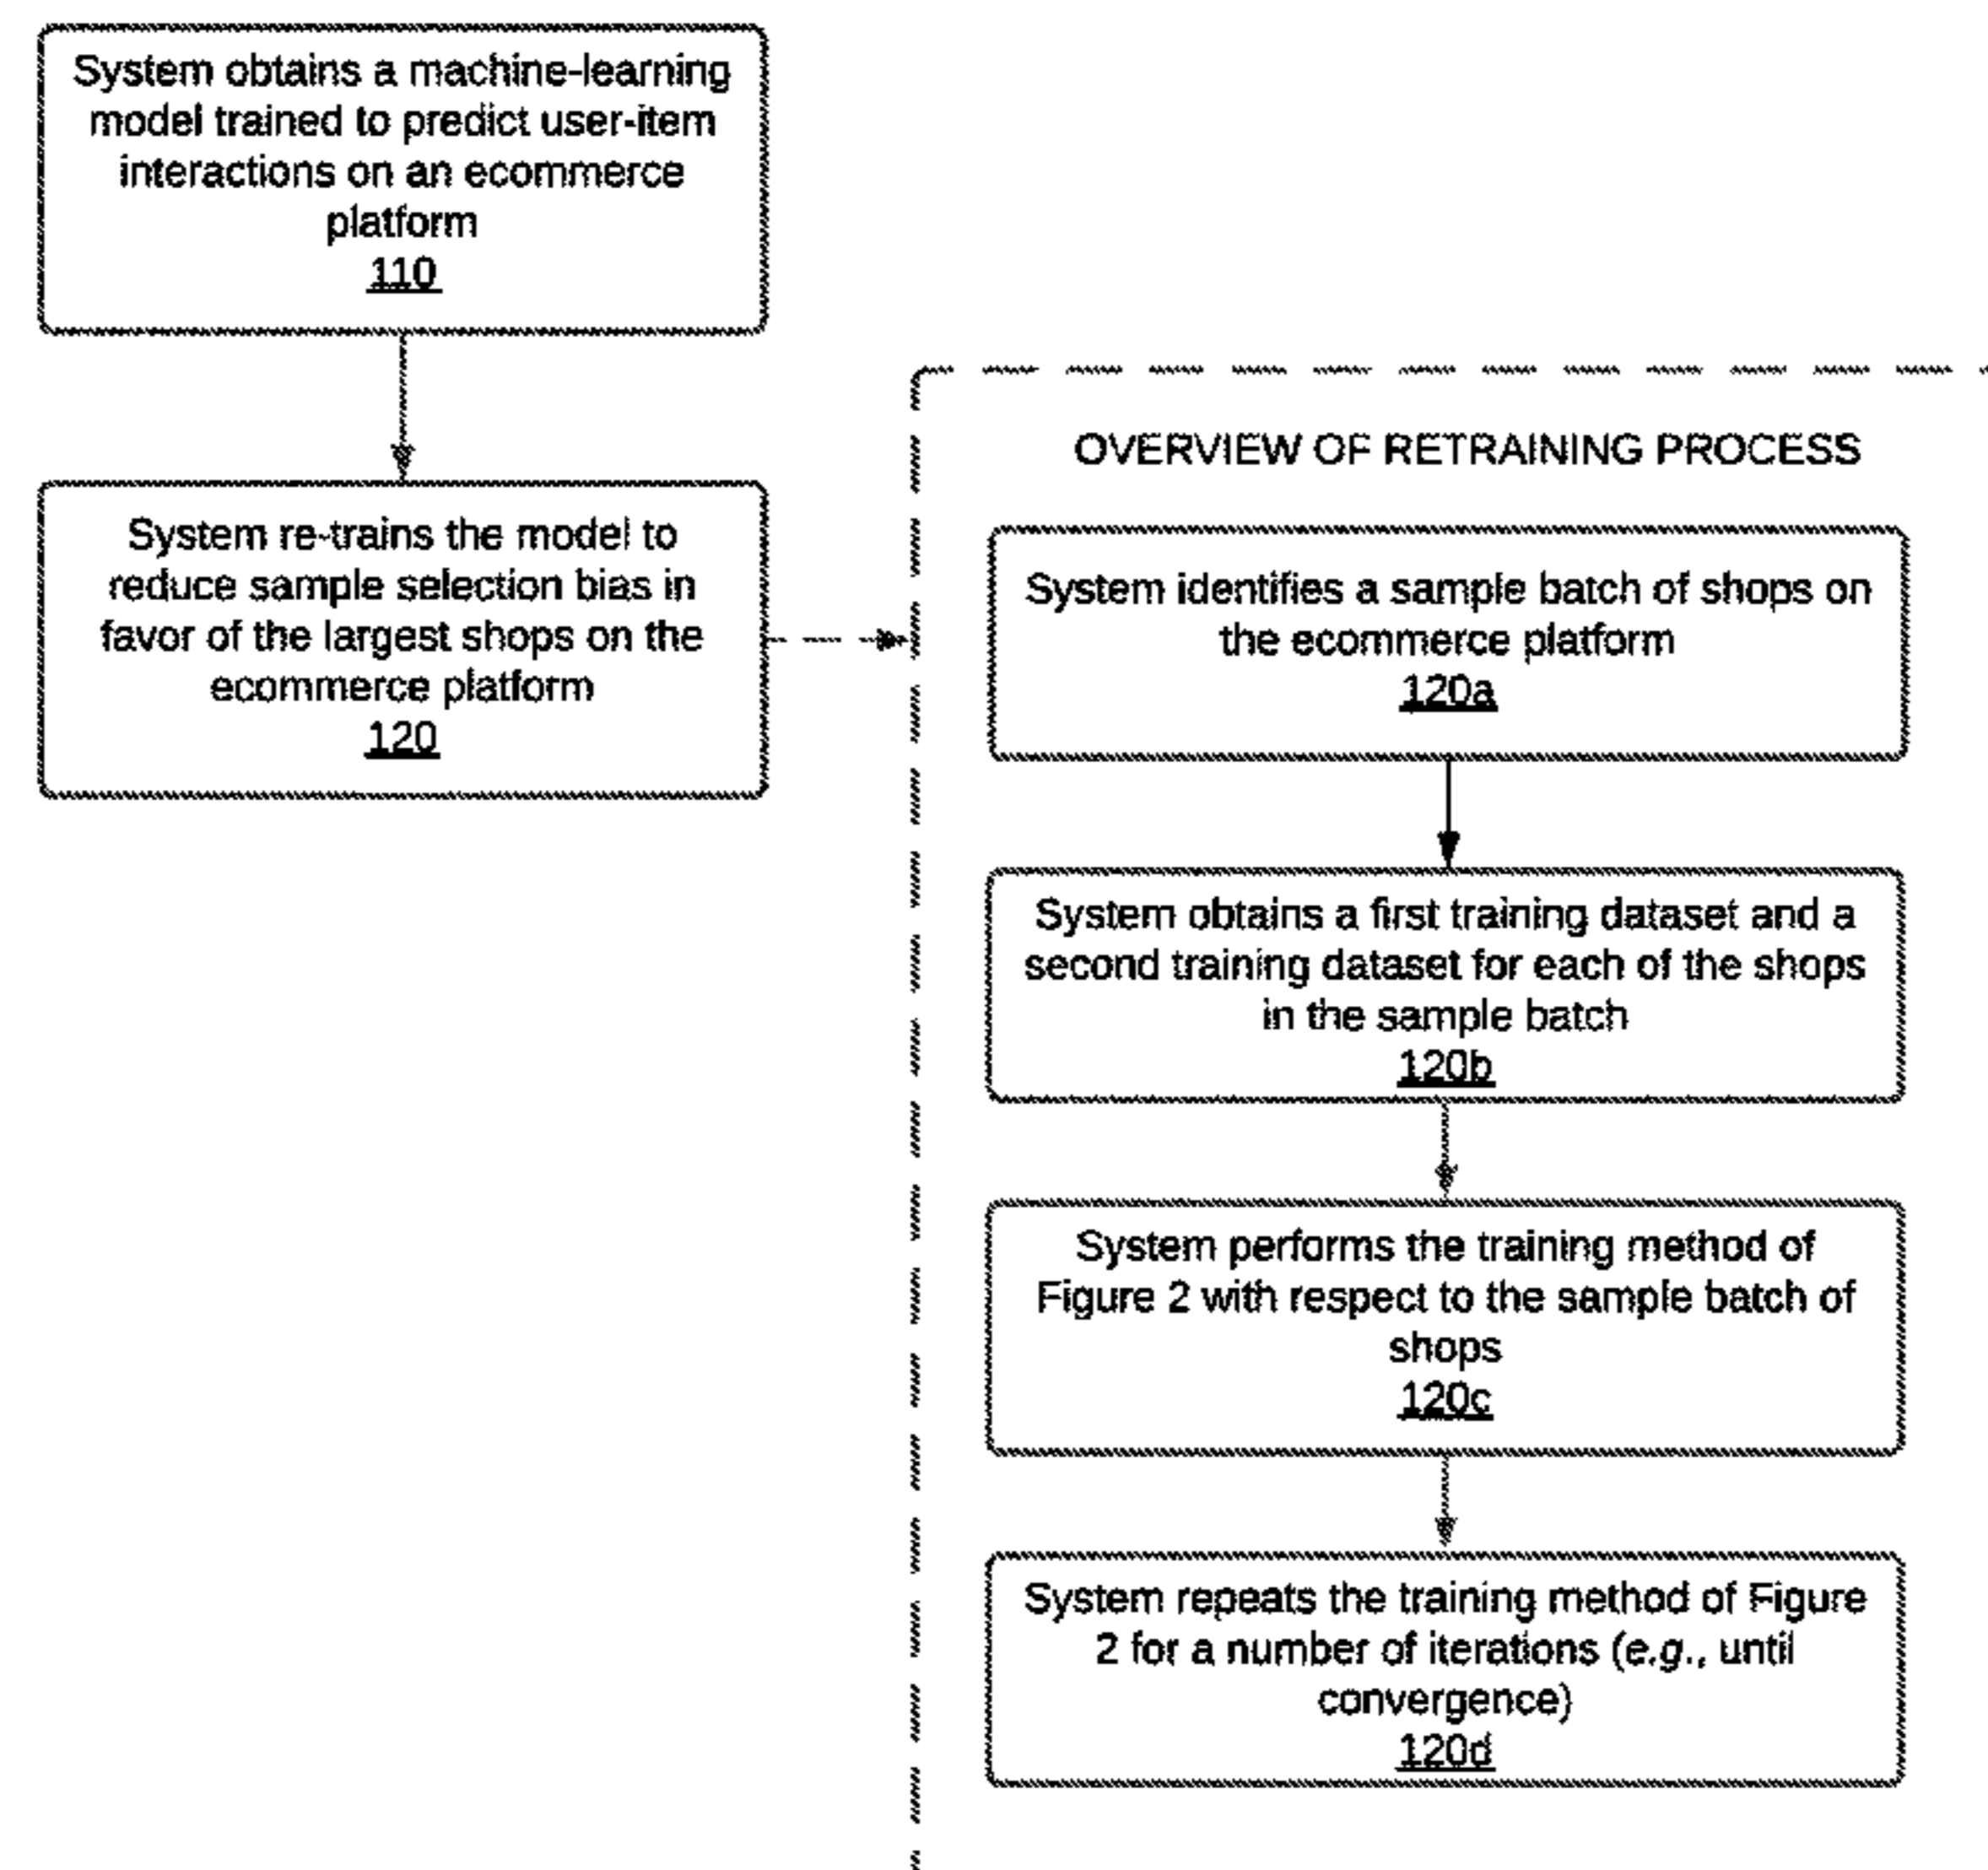 System obtains a machine-learning
model trained to predict user-item
interactions on an ecommerce
platform
110
System re-trains the model to
reduce sample selection bias in
favor of the largest shops on the
ecommerce platform
120
OVERVIEW OF RETRAINING PROCESS
System identifies a sample batch of shops on
the ecommerce platform
120a
System obtains a first training dataset and a
second training dataset for each of the shops
in the sample batch
120b
System performs the training method of
Figure 2 with respect to the sample batch of
shops
120c
System repeats the training method of Figure
2 for a number of iterations (e.g., until
convergence)
120d